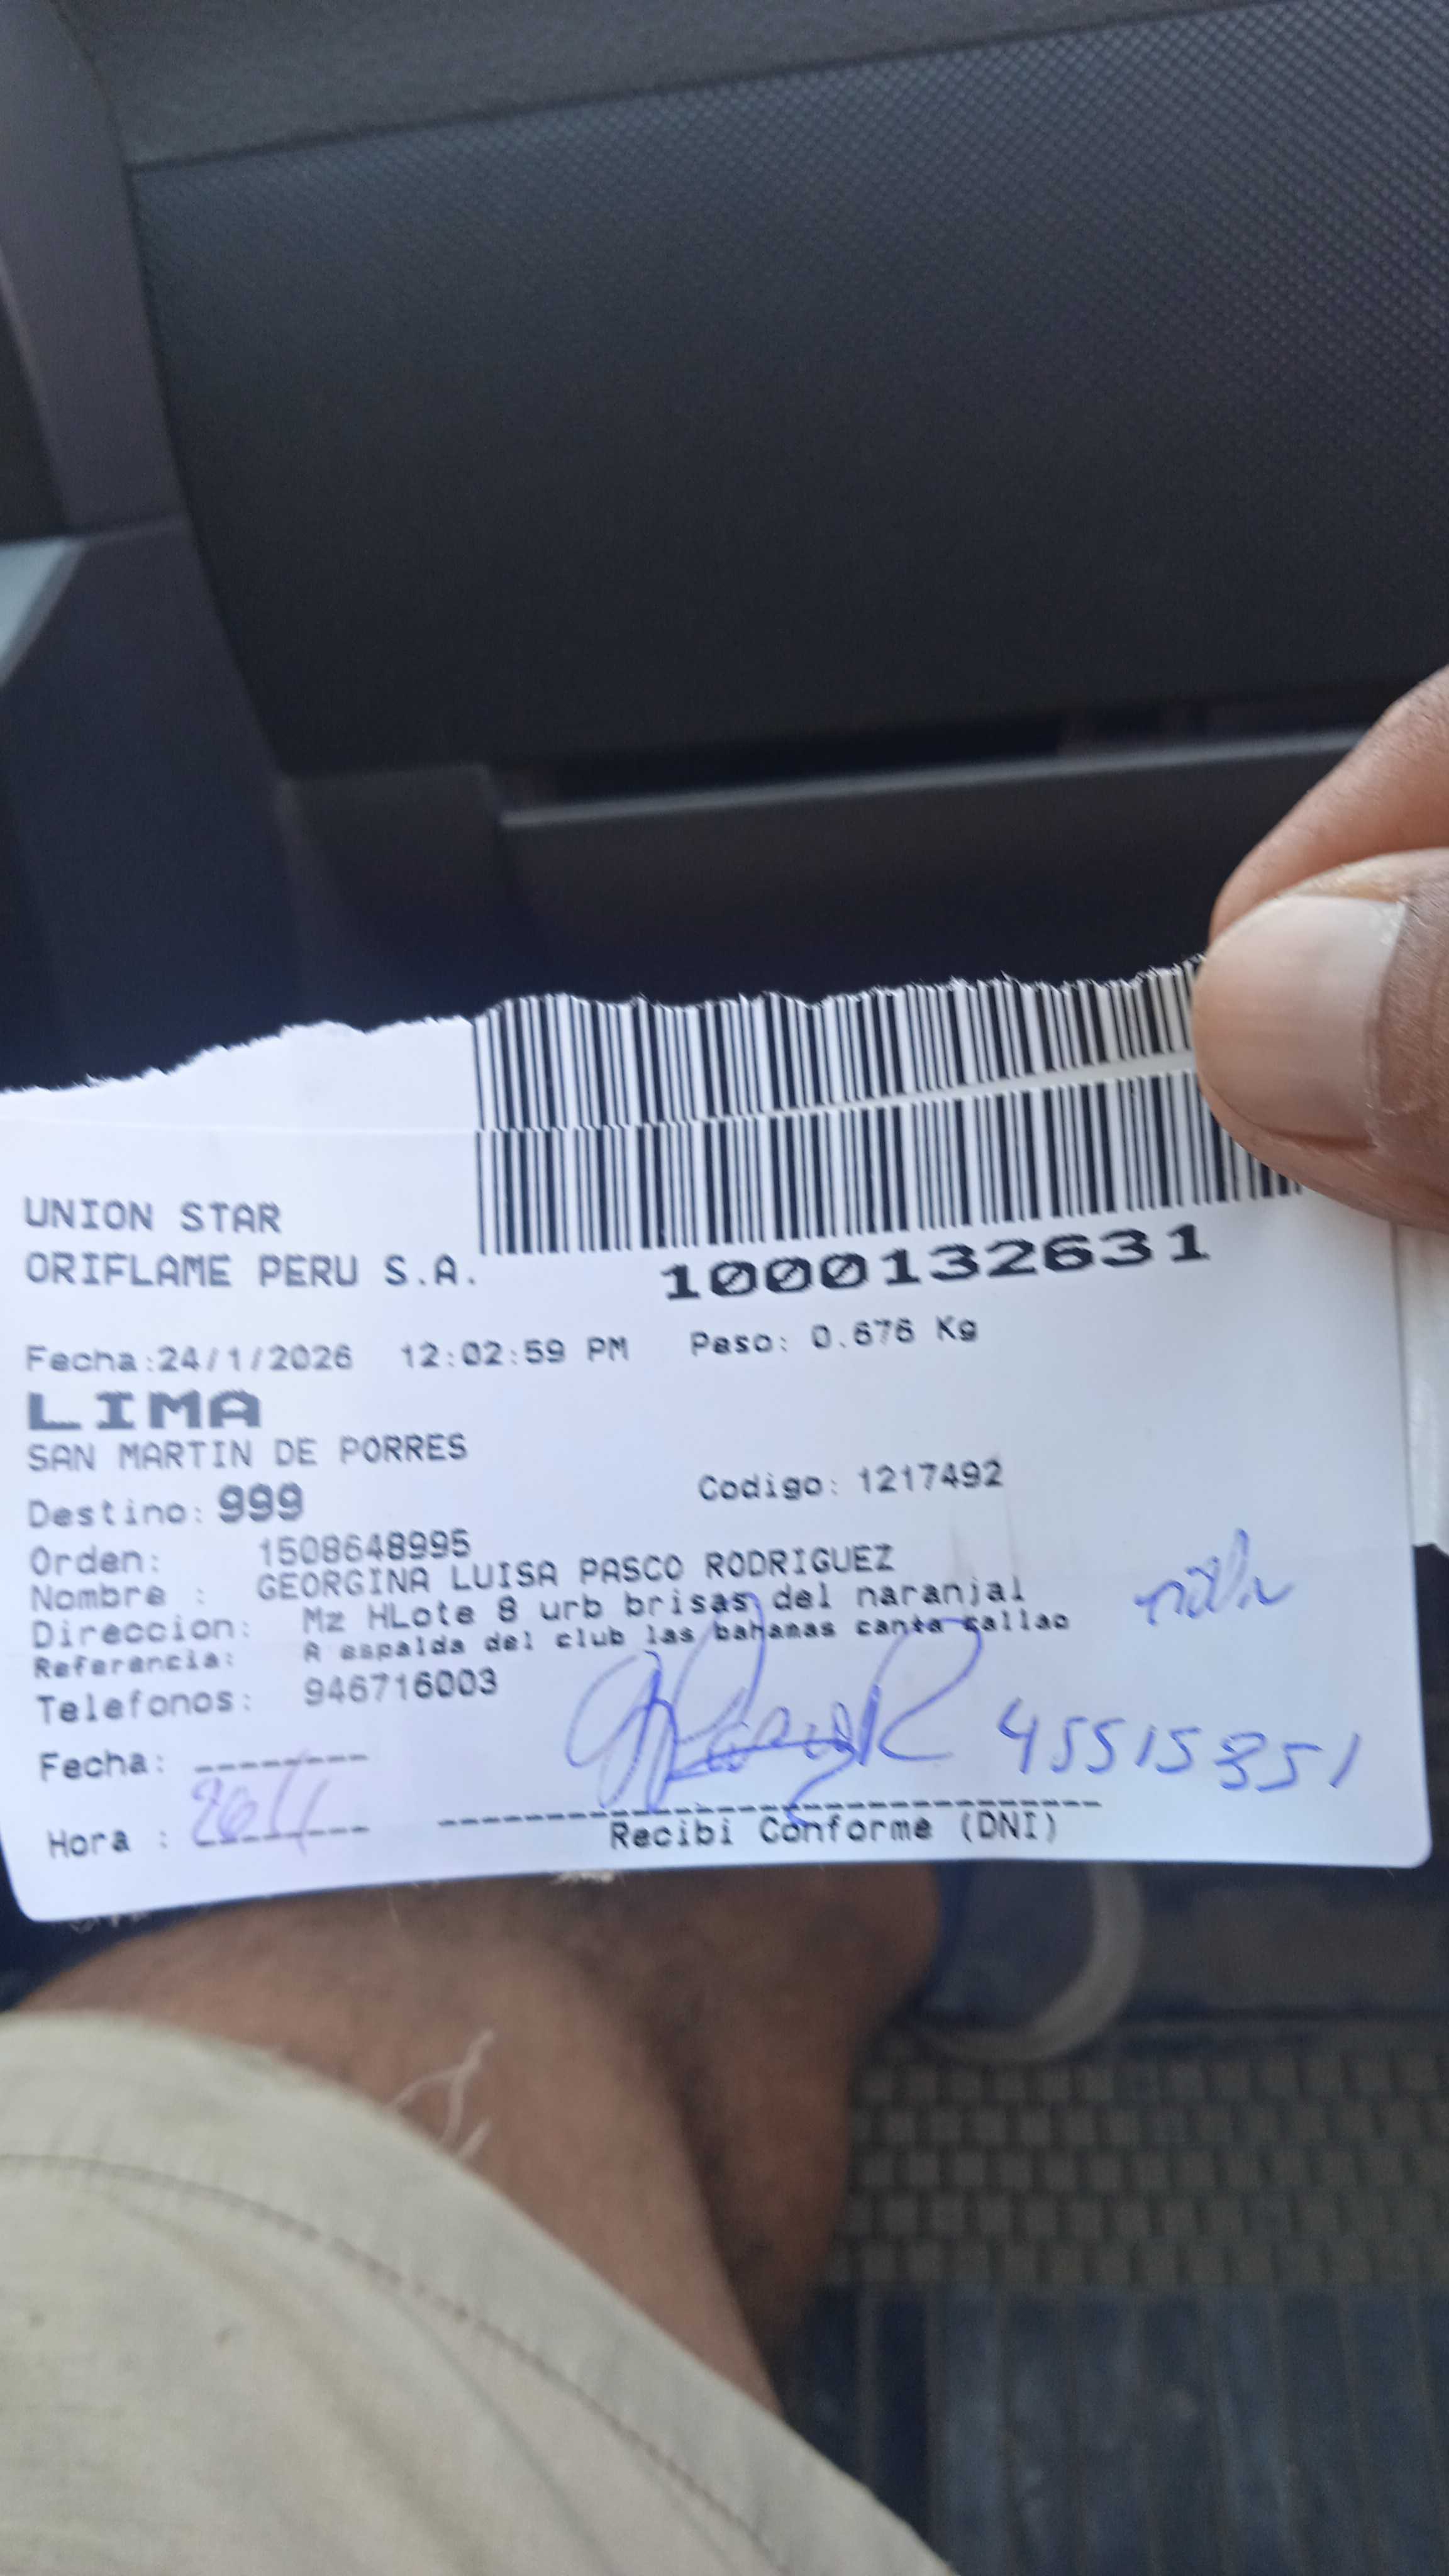 UNION STAR
ORIFLAME PERU S.A.
1000132631
Fecha:24/1/2026 12:02:59 PM Peso: 0.676 Kg
LIMA
SAN MARTIN DE PORRES
Destino: 999 Codigo: 1217492
Orden: 1508648995
Nombre : GEORGINA LUISA PASCO RODRIGUEZ
Direccion: Mz HLote 8 urb brisas del naranjal
Referencia: A espalda del club las bahamas canta callao
Telefonos: 946716003
45515351
Fecha:
Hora :
Recibi Conforme (DNI)